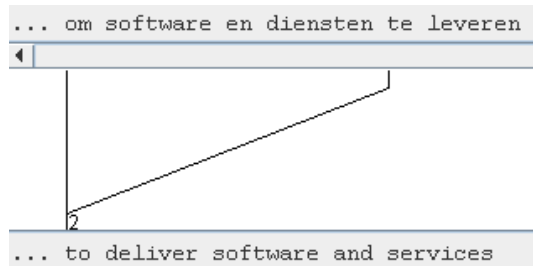 ... om software en diensten te leveren
2
... to deliver software and services